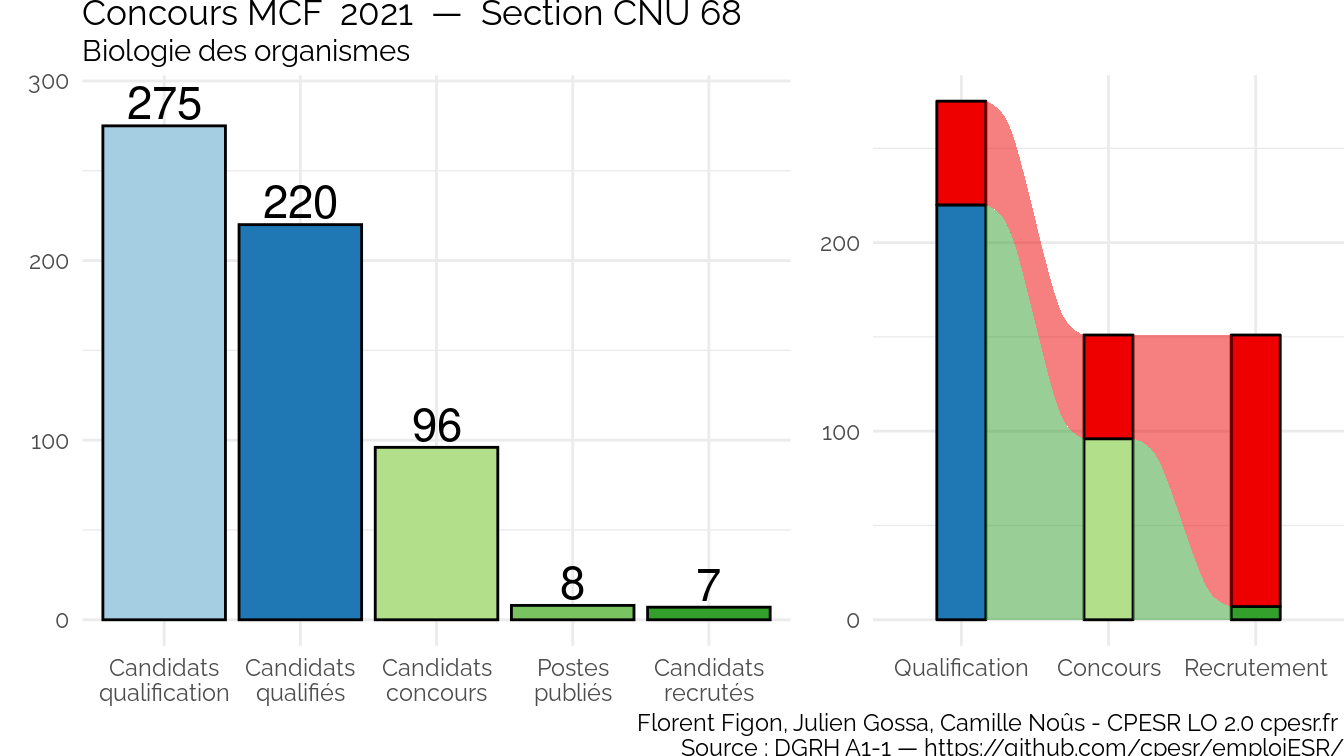 Concours MCF 2021 — Section CNU 68
Biologie des organismes
300
200
100
0
275
220
96
8
7
Candidats qualification
Candidats qualifiés
Candidats concours
Postes publiés
Candidats recrutés
200
100
0
Qualification
Concours
Recrutement
Florent Figon, Julien Gossa, Camille Noûs - CPESR LO 2.0 cpesr.fr
Source : DGRH A1-1 — https://github.com/cpesr/emploiESR/